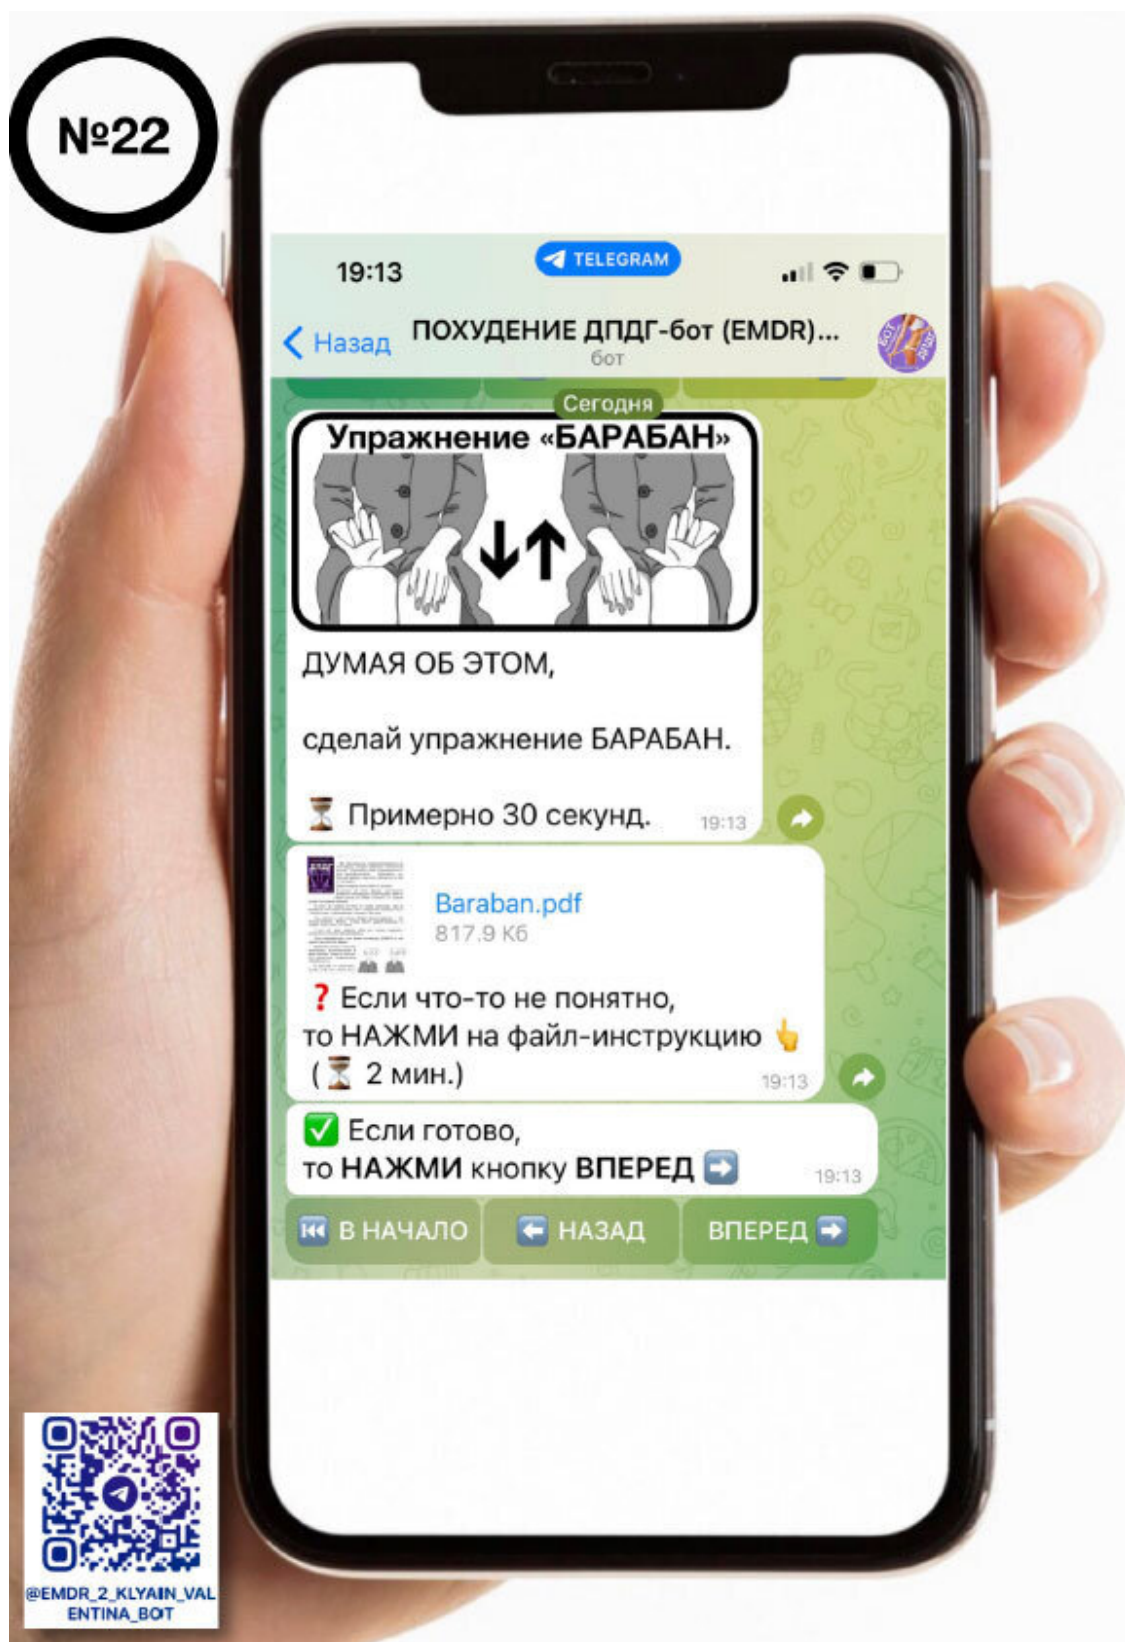 №22
19:13
TELEGRAM
Назад
ПОХУДЕНИЕ ДПДГ-бот (EMDR)...
бот
БОТ
ДПДГ
Сегодня
Упражнение «БАРАБАН»
ДУМАЯ ОБ ЭТОМ,
сделай упражнение БАРАБАН.
⏳ Примерно 30 секунд.
19:13
Baraban.pdf
817.9 Кб
❓ Если что-то не понятно,
то НАЖМИ на файл-инструкцию 👆
(⏳ 2 мин.)
19:13
✅ Если готово,
то НАЖМИ кнопку ВПЕРЕД ➡️
19:13
⏮️ В НАЧАЛО
⬅️ НАЗАД
ВПЕРЕД ➡️
@EMDR_2_KLYAIN_VAL
ENTINA_BOT